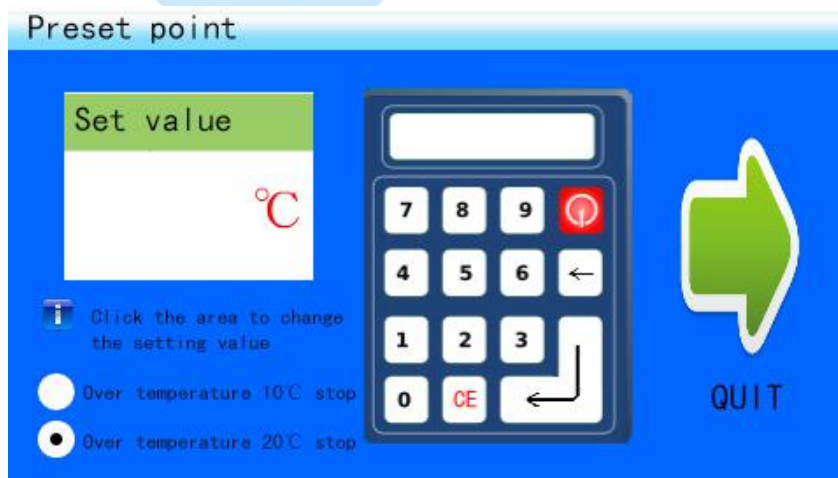 Preset point
Set value
℃
7 8 9
4 5 6 ←
1 2 3
0 CE
Click the area to change
the setting value
Over temperature 10℃ stop
Over temperature 20℃ stop
QUIT